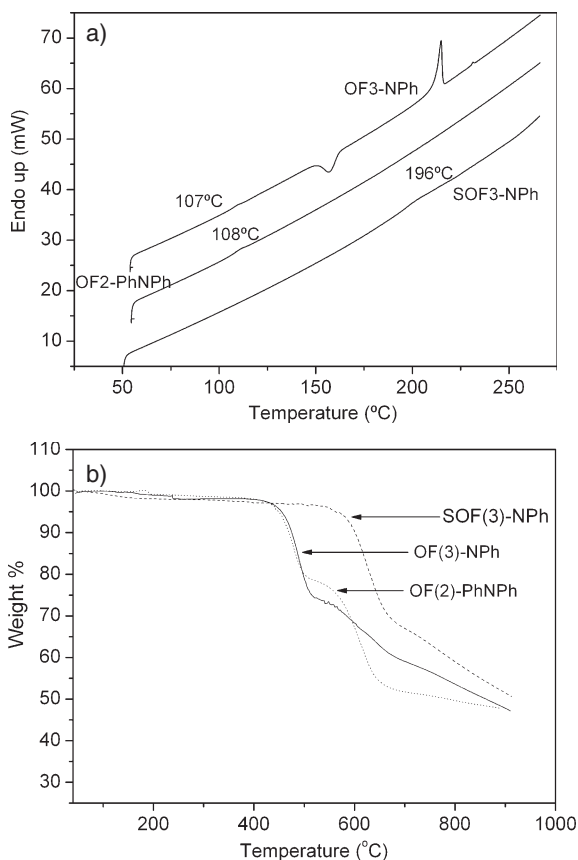 a)
Endo up (mW)
70
60
50
40
30
20
10
OF3-NPh
107ºC
196ºC
108ºC
SOF3-NPh
OF2-PhNPh
50
100
150
200
250
Temperature (ºC)
b)
Weight %
110
100
90
80
70
60
50
40
30
SOF(3)-NPh
OF(3)-NPh
OF(2)-PhNPh
200
400
600
800
1000
Temperature (°C)